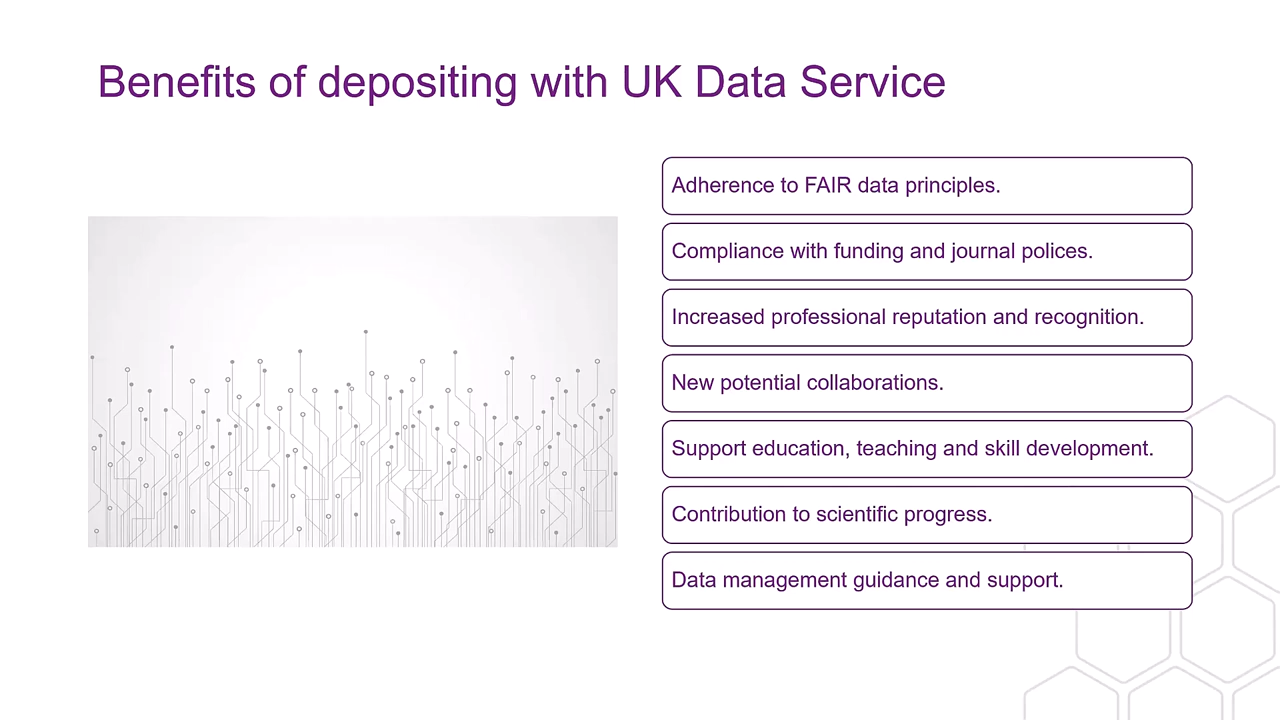 Benefits of depositing with UK Data Service
Adherence to FAIR data principles.
Compliance with funding and journal polices.
Increased professional reputation and recognition.
New potential collaborations.
Support education, teaching and skill development.
Contribution to scientific progress.
Data management guidance and support.